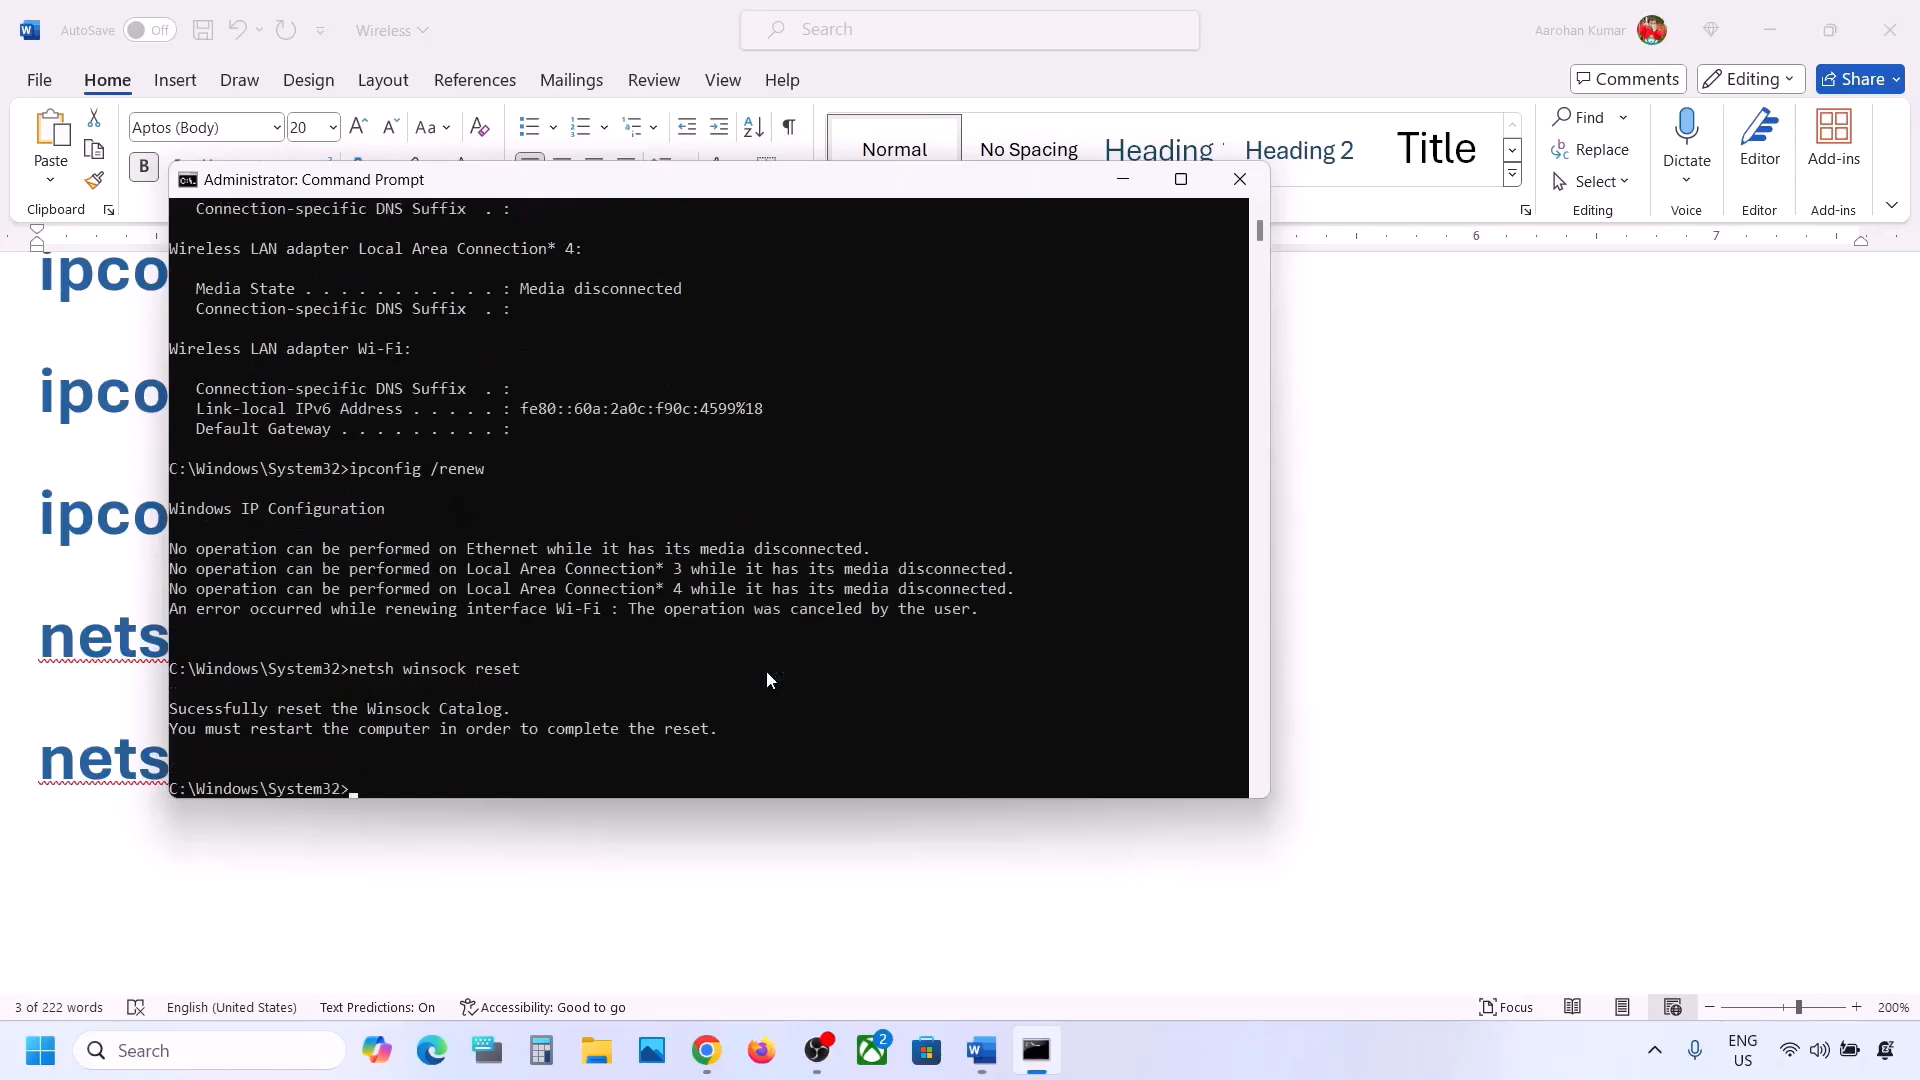 AutoSave Off Wireless Search Aarohan Kumar
File Home Insert Draw Design Layout References Mailings Review View Help Comments Editing Share
Paste
Clipboard
Aptos (Body) 20
Aa
B
Normal No Spacing Heading Heading 2 Title
Find
Replace
Select
Editing
Dictate
Voice
Editor
Editor
Add-ins
Add-ins
6 7
ipco
ipco
ipco
nets
nets
Administrator: Command Prompt
Connection-specific DNS Suffix . :
Wireless LAN adapter Local Area Connection* 4:
Media State . . . . . . . . . . . : Media disconnected
Connection-specific DNS Suffix . :
Wireless LAN adapter Wi-Fi:
Connection-specific DNS Suffix . :
Link-local IPv6 Address . . . . . : fe80::60a:2a0c:f90c:4599%18
Default Gateway . . . . . . . . . :
C:\Windows\System32>ipconfig /renew
Windows IP Configuration
No operation can be performed on Ethernet while it has its media disconnected.
No operation can be performed on Local Area Connection* 3 while it has its media disconnected.
No operation can be performed on Local Area Connection* 4 while it has its media disconnected.
An error occurred while renewing interface Wi-Fi : The operation was canceled by the user.
C:\Windows\System32>netsh winsock reset
Sucessfully reset the Winsock Catalog.
You must restart the computer in order to complete the reset.
C:\Windows\System32>
3 of 222 words English (United States) Text Predictions: On Accessibility: Good to go Focus 200%
Search 2 ENG
US